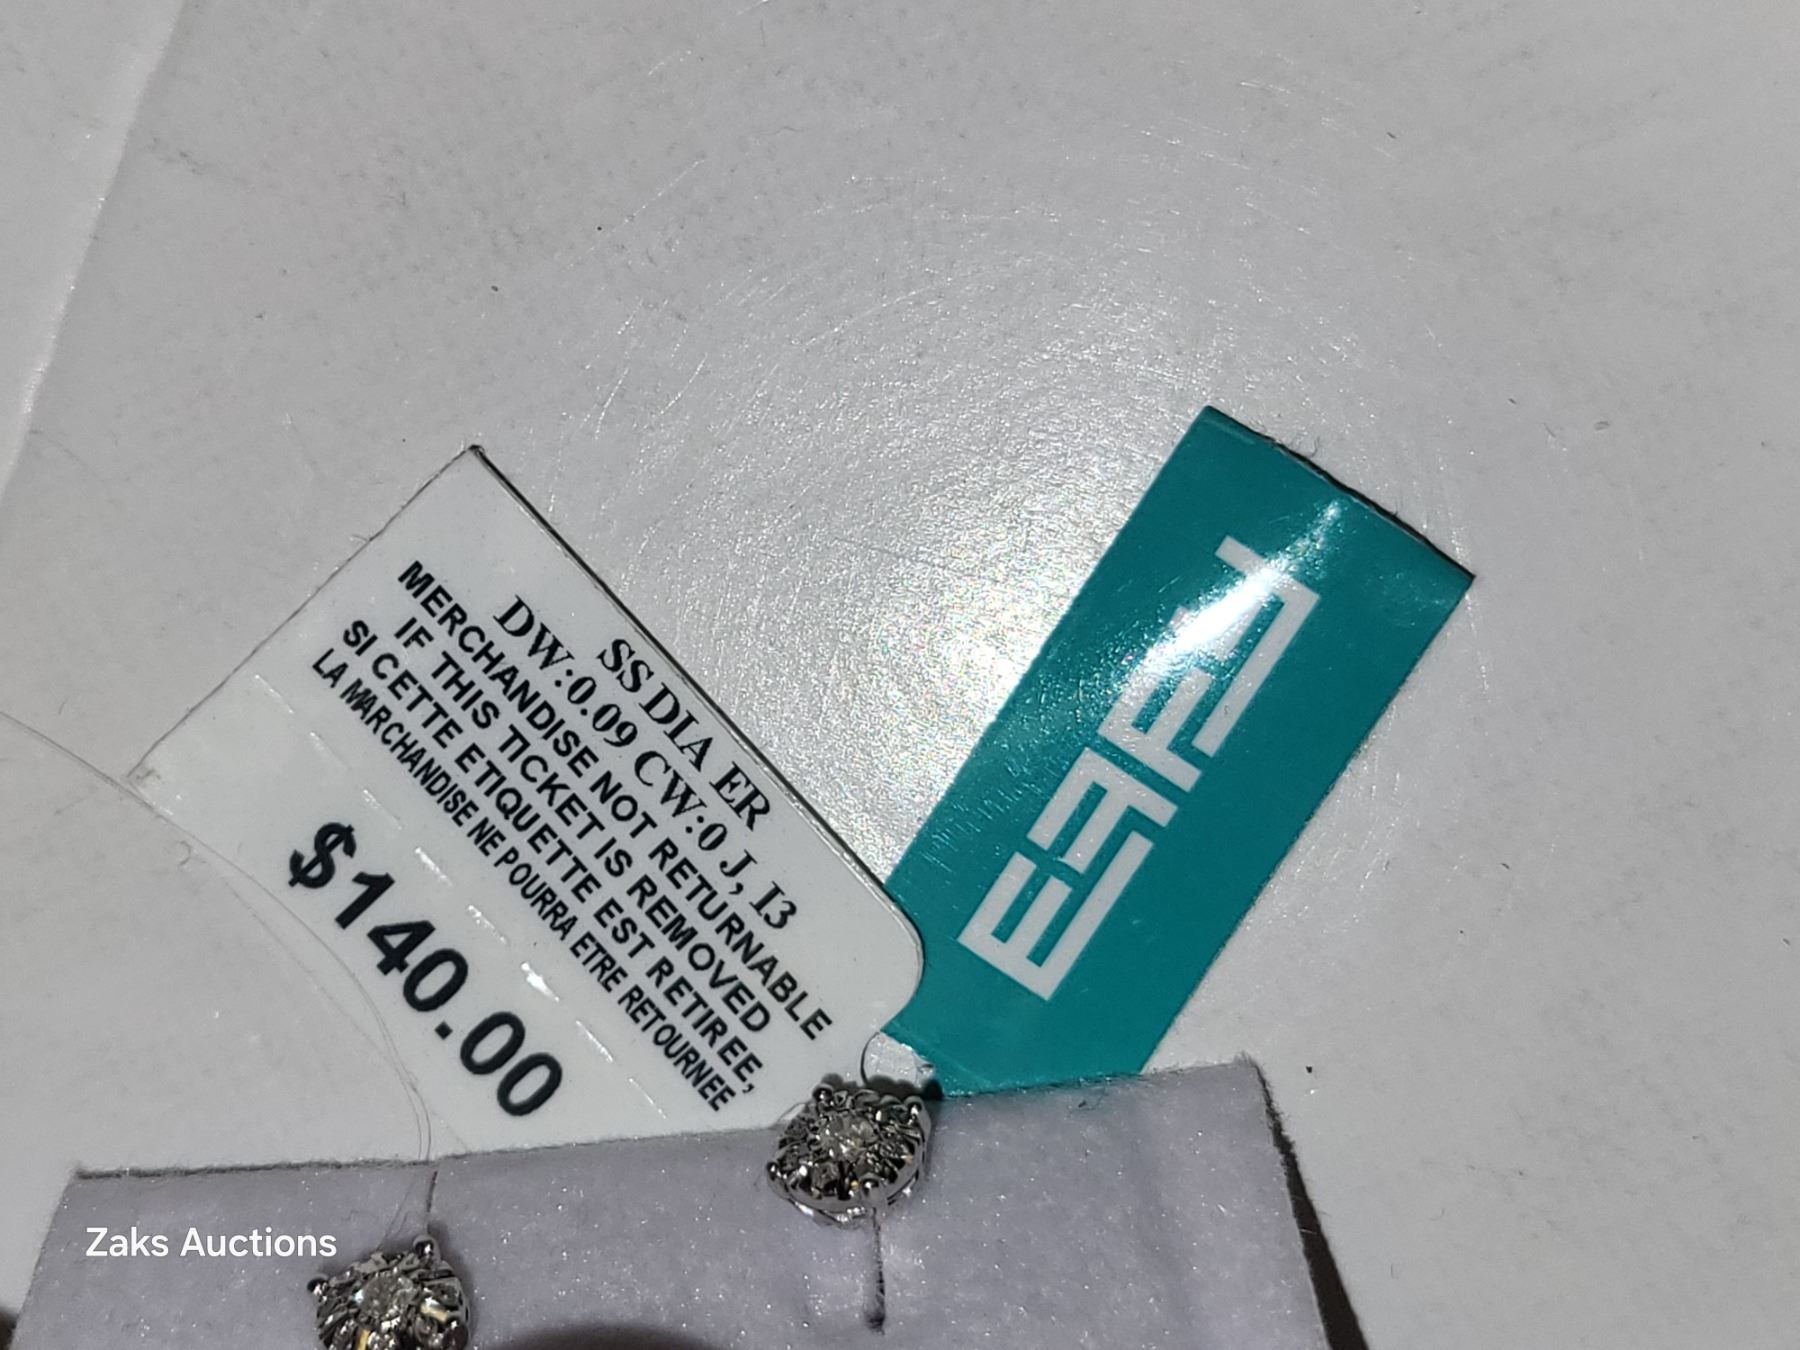 SS DIA ER
DW:0.09 CW:0 J, I3
MERCHANDISE NOT RETURNABLE
IF THIS TICKET IS REMOVED
SI CETTE ETIQUETTE EST RETIREE,
LA MARCHANDISE NE POURRA ETRE RETOURNEE
$140.00
Zaks Auctions